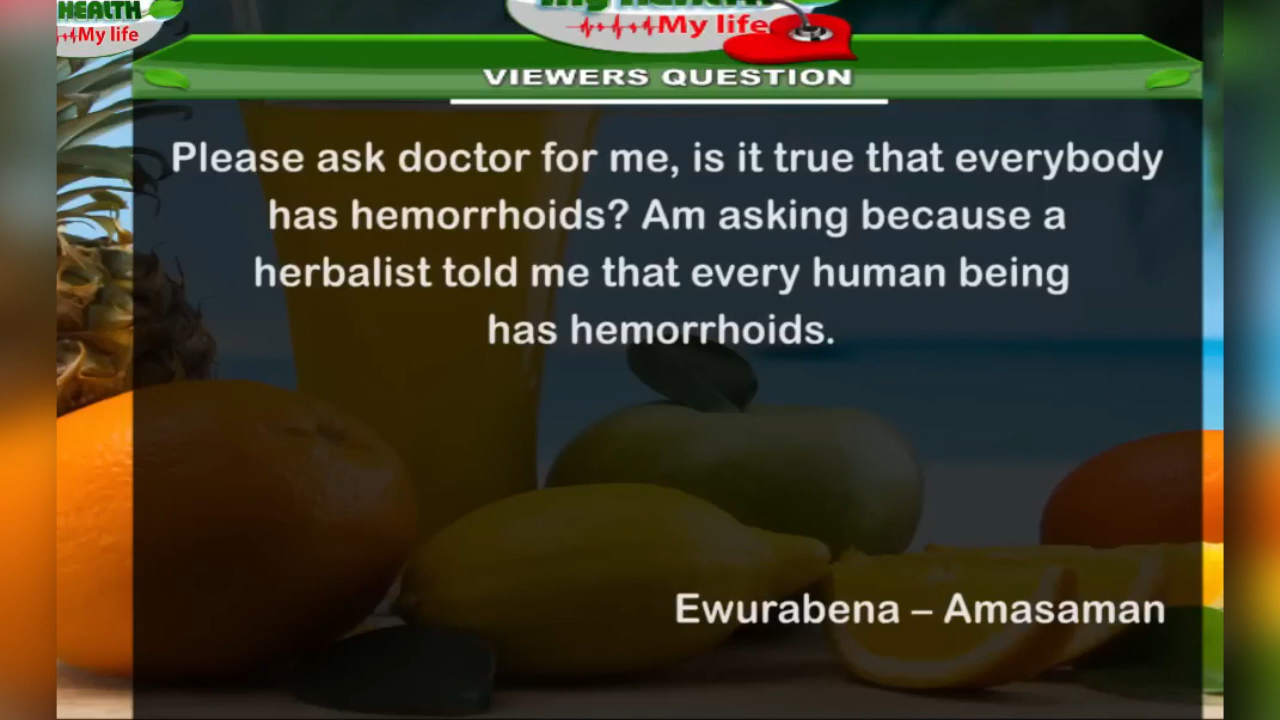 HEALTH
My life
My life
VIEWERS QUESTION
Please ask doctor for me, is it true that everybody
has hemorrhoids? Am asking because a
herbalist told me that every human being
has hemorrhoids.
Ewurabena – Amasaman